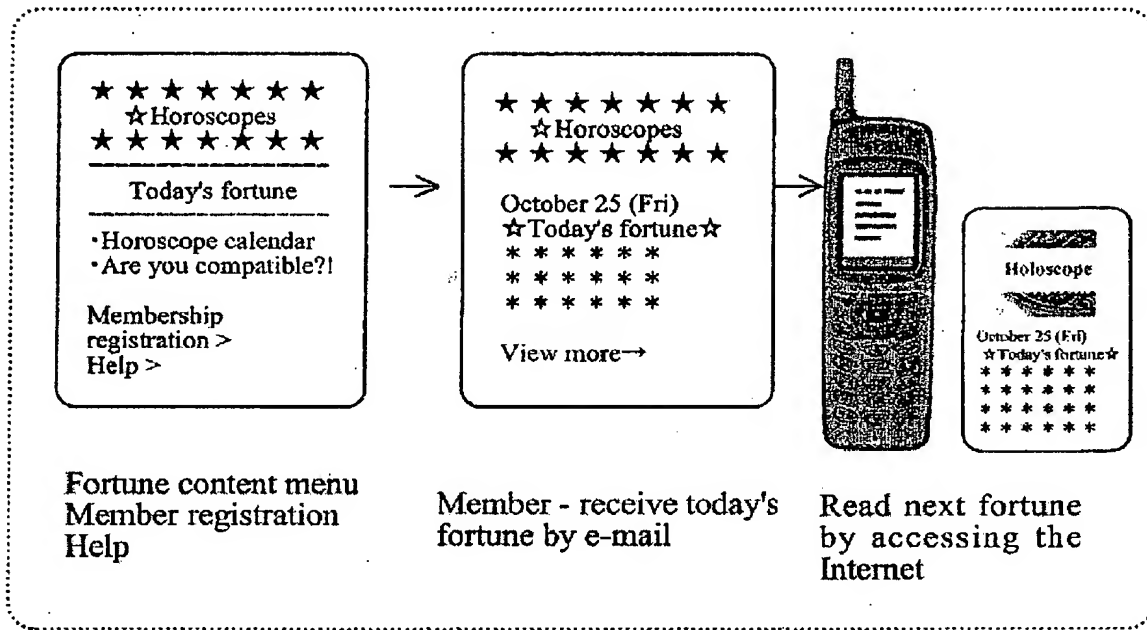 ★ ★ ★ ★ ★ ★ ★
☆Horoscopes
★ ★ ★ ★ ★ ★ ★
Today's fortune
・Horoscope calendar
・Are you compatible?!
Membership
registration >
Help >
Fortune content menu
Member registration
Help
★ ★ ★ ★ ★ ★ ★
☆Horoscopes
★ ★ ★ ★ ★ ★ ★
October 25 (Fri)
☆Today's fortune☆
* * * * * *
* * * * * *
* * * * * *
View more→
Member - receive today's
fortune by e-mail
Holoscope
October 25 (Fri)
☆Today's fortune☆
* * * * * *
* * * * * *
* * * * * *
* * * * * *
Read next fortune
by accessing the
Internet